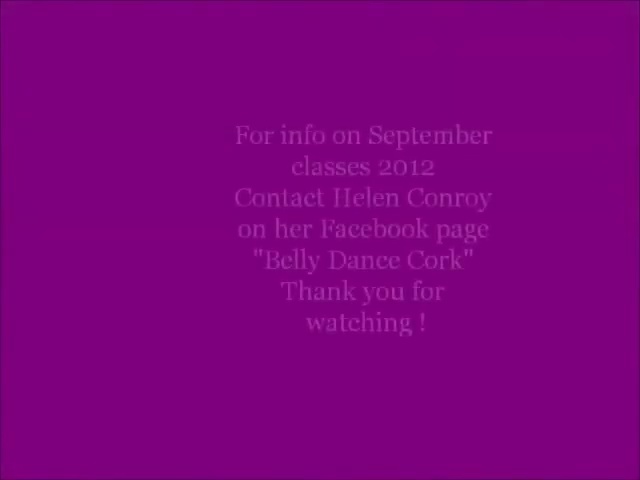 For info on September
classes 2012
Contact Helen Conroy
on her Facebook page
"Belly Dance Cork"
Thank you for
watching !